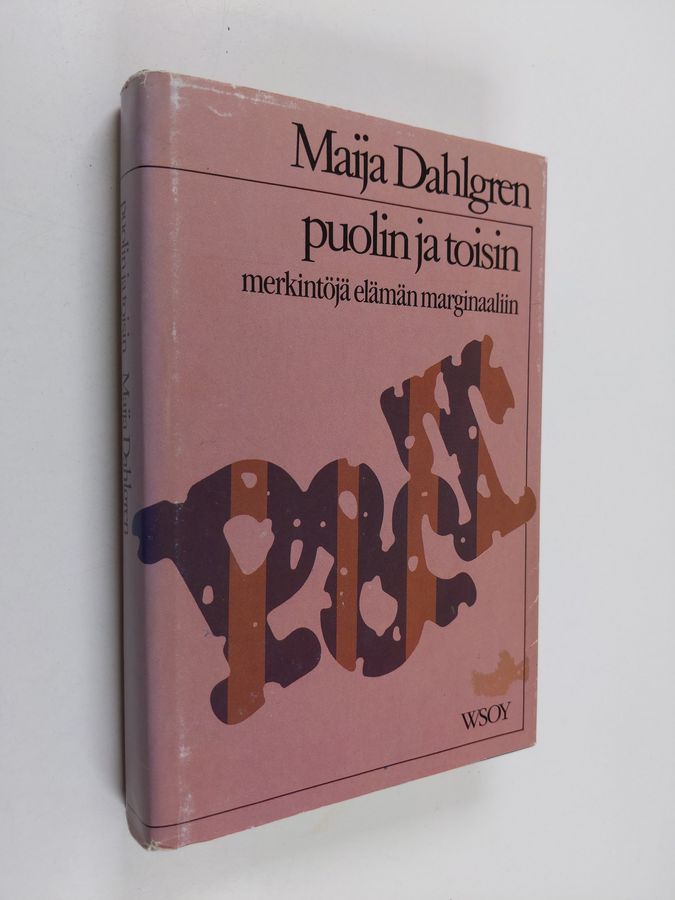 Maija Dahlgren
puolin ja toisin
merkintöjä elämän marginaaliin
WSOY
puolin ja toisin Maija Dahlgren